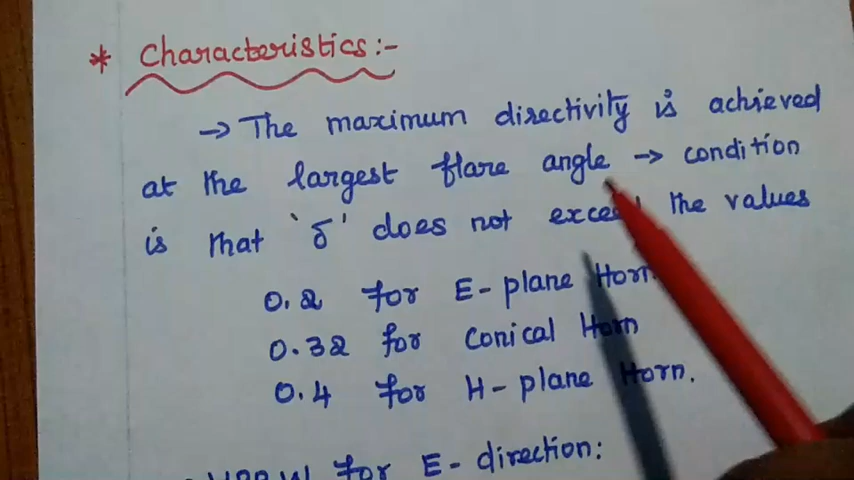 * Characteristics:-
→ The maximum directivity is achieved
at the largest flare angle → condition
is that 'δ' does not exceed the values
0.2 for E-plane Horn.
0.32 for Conical Horn
0.4 for H-plane Horn.
HPBW for E-direction: